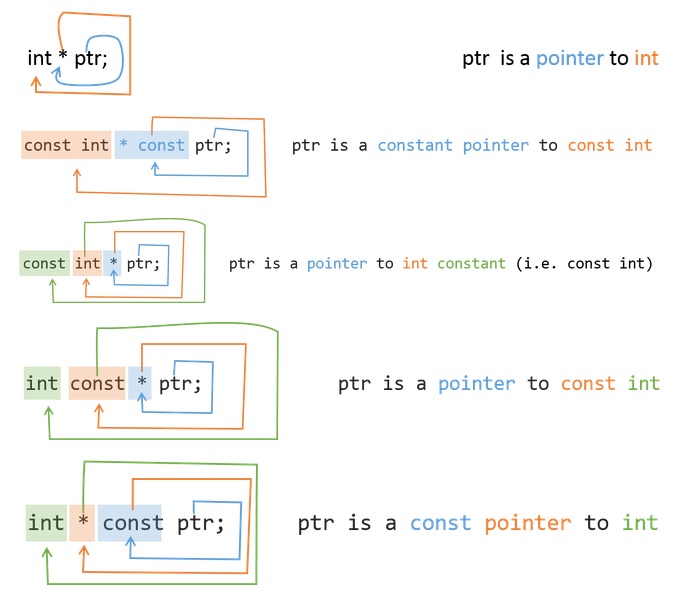 int * ptr; ptr is a pointer to int
const int * const ptr; ptr is a constant pointer to const int
const int * ptr; ptr is a pointer to int constant (i.e. const int)
int const * ptr; ptr is a pointer to const int
int * const ptr; ptr is a const pointer to int